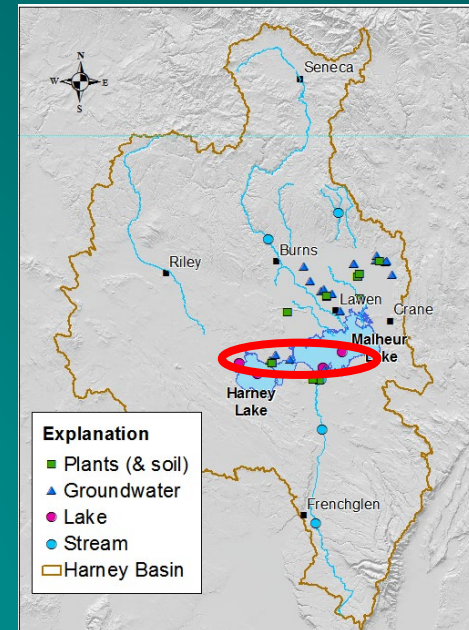 N
W E
S
Seneca
Riley
Burns
Lawen
Crane
Malheur
Lake
Harney
Lake
Frenchglen
Explanation
Plants (& soil)
Groundwater
Lake
Stream
Harney Basin